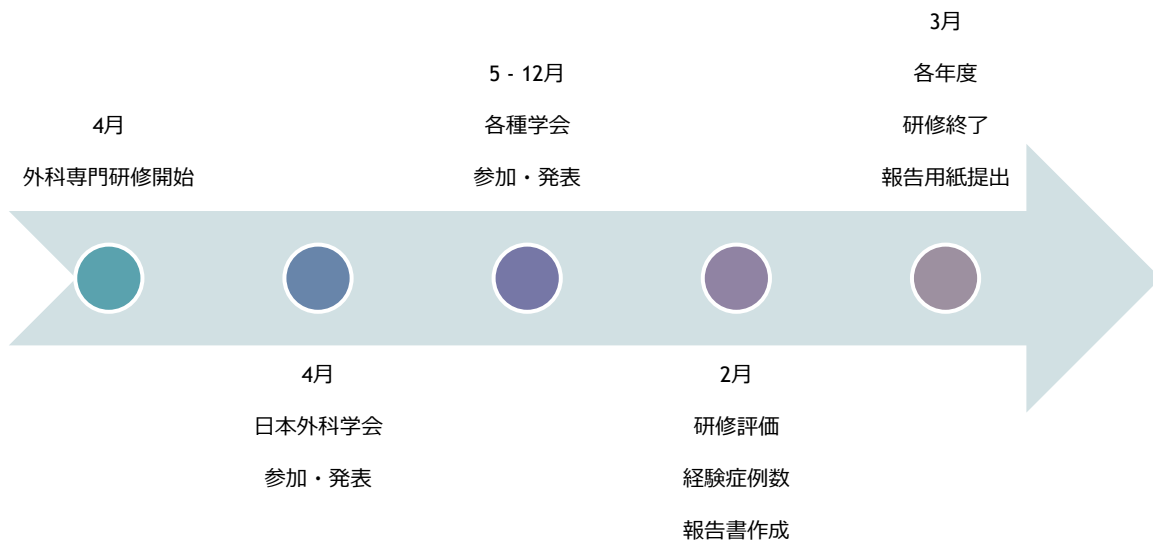 4月
外科専門研修開始
4月
日本外科学会
参加・発表
5 - 12月
各種学会
参加・発表
2月
研修評価
経験症例数
報告書作成
3月
各年度
研修終了
報告用紙提出